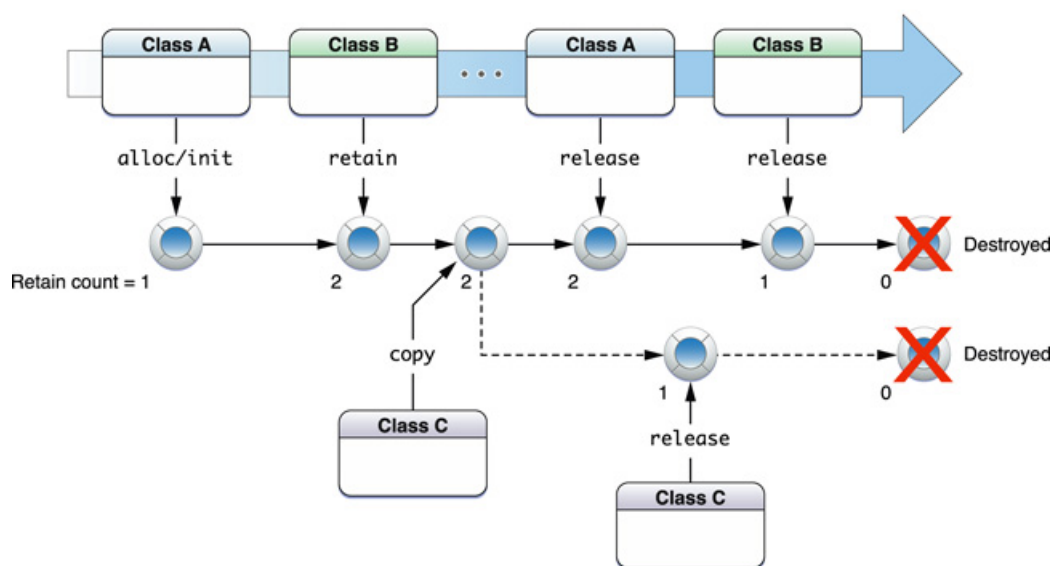 Class A
Class B
...
Class A
Class B
alloc/init
retain
release
release
Destroyed
Retain count = 1
2
2
2
1
0
copy
Destroyed
1
0
Class C
release
Class C